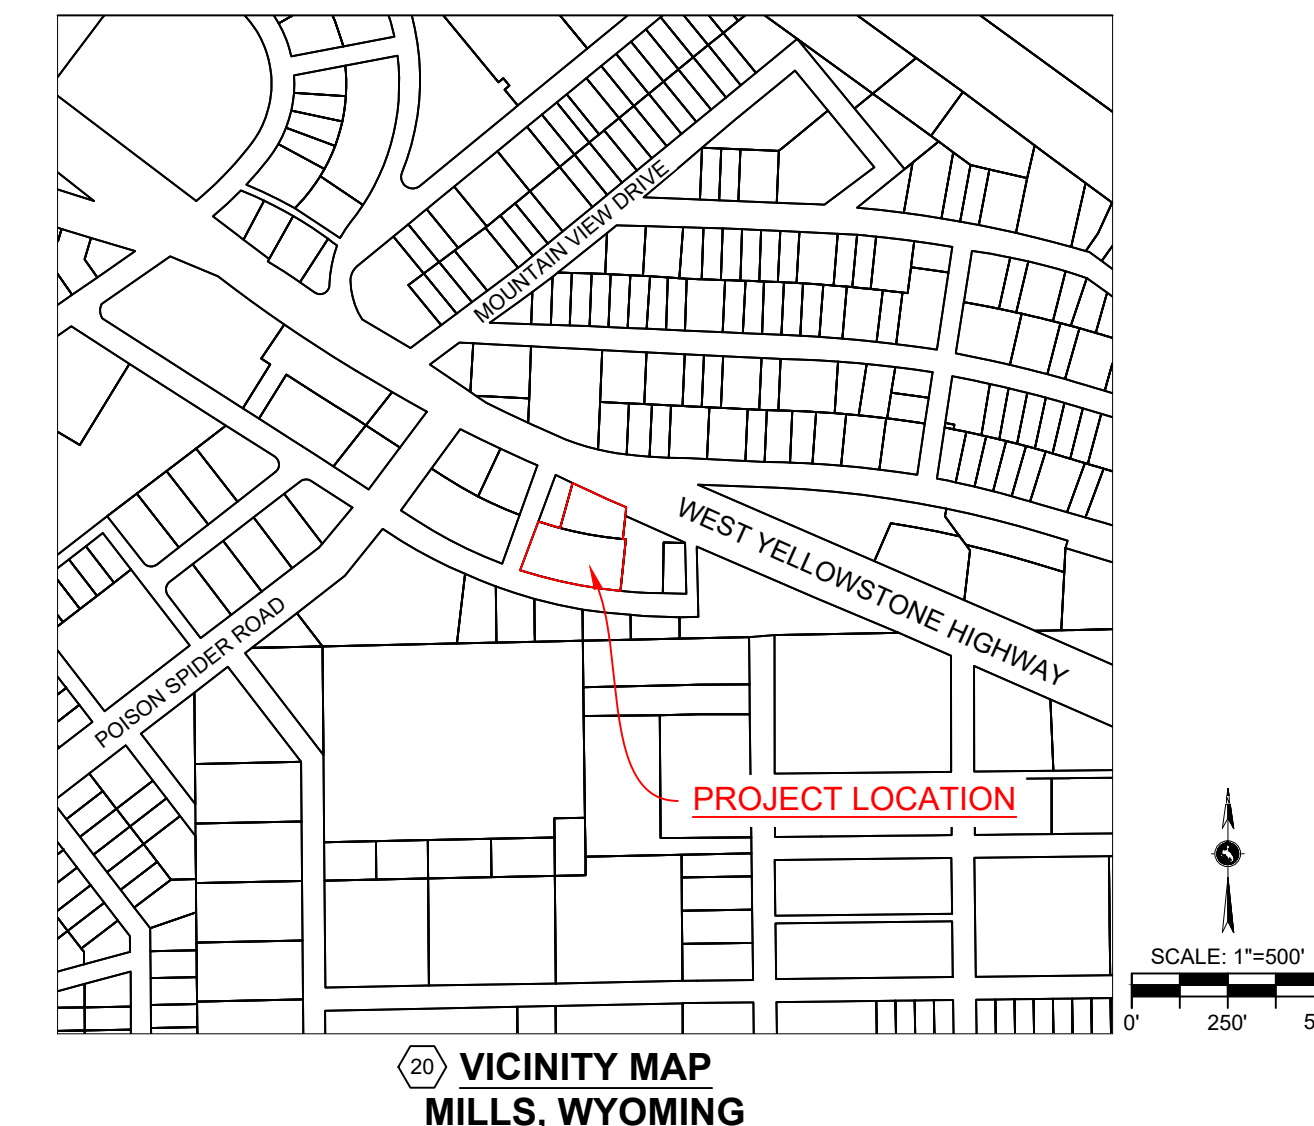 MOUNTAIN VIEW DRIVE
WEST YELLOWSTONE HIGHWAY
POISON SPIDER ROAD
PROJECT LOCATION
SCALE: 1"=500'
0' 250' 5
20 VICINITY MAP
MILLS, WYOMING